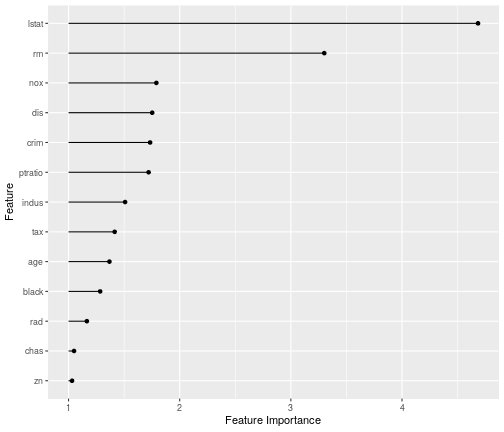 lstat
rm
nox
dis
crim
ptratio
indus
tax
age
black
rad
chas
zn
Feature
1 2 3 4
Feature Importance